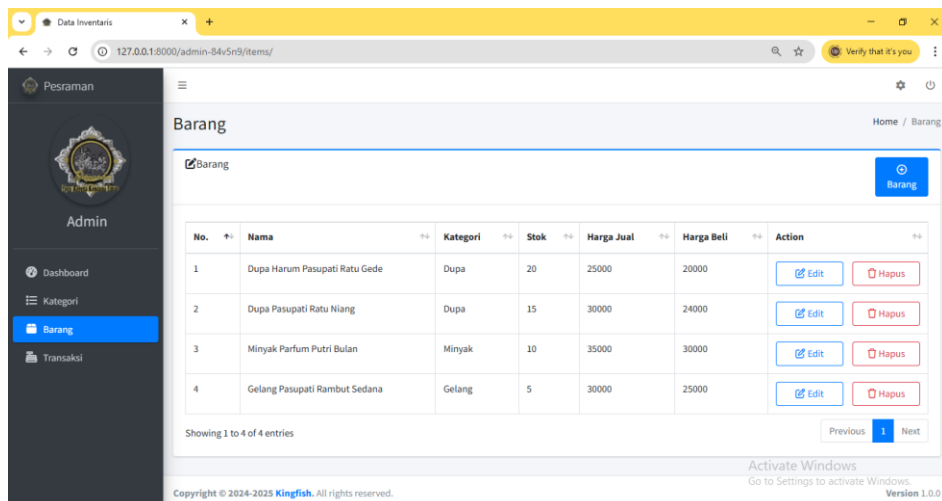 Data Inventaris
127.0.0.1:8000/admin-84v5n9/items/
Verify that it's you
Pesraman
Admin
Dashboard
Kategori
Barang
Transaksi
Barang
Home / Barang
Barang
Barang
No. Nama Kategori Stok Harga Jual Harga Beli Action
1 Dupa Harum Pasupati Ratu Gede Dupa 20 25000 20000 Edit Hapus
2 Dupa Pasupati Ratu Niang Dupa 15 30000 24000 Edit Hapus
3 Minyak Parfum Putri Bulan Minyak 10 35000 30000 Edit Hapus
4 Gelang Pasupati Rambut Sedana Gelang 5 30000 25000 Edit Hapus
Showing 1 to 4 of 4 entries
Previous 1 Next
Activate Windows
Go to Settings to activate Windows.
Copyright © 2024-2025 Kingfish. All rights reserved.
Version 1.0.0